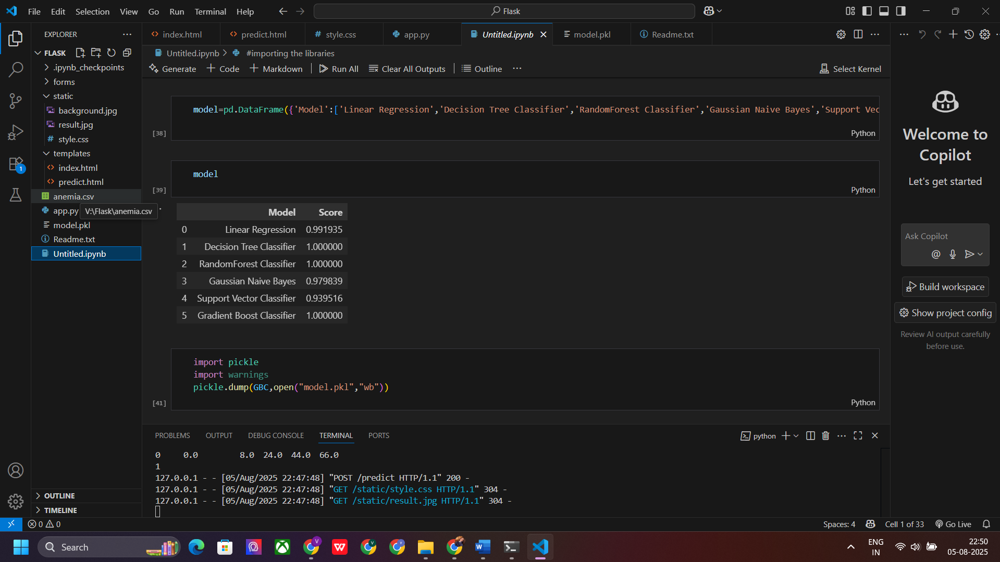 File Edit Selection View Go Run Terminal Help
Flask
EXPLORER
FLASK
.ipynb_checkpoints
forms
static
background.jpg
result.jpg
style.css
templates
index.html
predict.html
anemia.csv
app.py
V:\Flask\anemia.csv
model.pkl
Readme.txt
Untitled.ipynb
OUTLINE
TIMELINE
1
index.html predict.html style.css app.py Untitled.ipynb model.pkl Readme.txt
Untitled.ipynb > #importing the libraries
Generate Code Markdown Run All Clear All Outputs Outline Select Kernel
model=pd.DataFrame({'Model':['Linear Regression','Decision Tree Classifier','RandomForest Classifier','Gaussian Naive Bayes','Support Vec
[38] Python
model
[39] Python
Model Score
0 Linear Regression 0.991935
1 Decision Tree Classifier 1.000000
2 RandomForest Classifier 1.000000
3 Gaussian Naive Bayes 0.979839
4 Support Vector Classifier 0.939516
5 Gradient Boost Classifier 1.000000
import pickle
import warnings
pickle.dump(GBC,open("model.pkl","wb"))
[41] Python
PROBLEMS OUTPUT DEBUG CONSOLE TERMINAL PORTS
python
0 0.0 8.0 24.0 44.0 66.0
1
127.0.0.1 - - [05/Aug/2025 22:47:48] "POST /predict HTTP/1.1" 200 -
127.0.0.1 - - [05/Aug/2025 22:47:48] "GET /static/style.css HTTP/1.1" 304 -
127.0.0.1 - - [05/Aug/2025 22:47:48] "GET /static/result.jpg HTTP/1.1" 304 -
Welcome to
Copilot
Let's get started
Ask Copilot
@
Build workspace
Show project config
Review AI output carefully
before use.
0 0
Spaces: 4 Cell 1 of 33 Go Live
Search
V
W
V
V
W
ENG
IN
22:50
05-08-2025